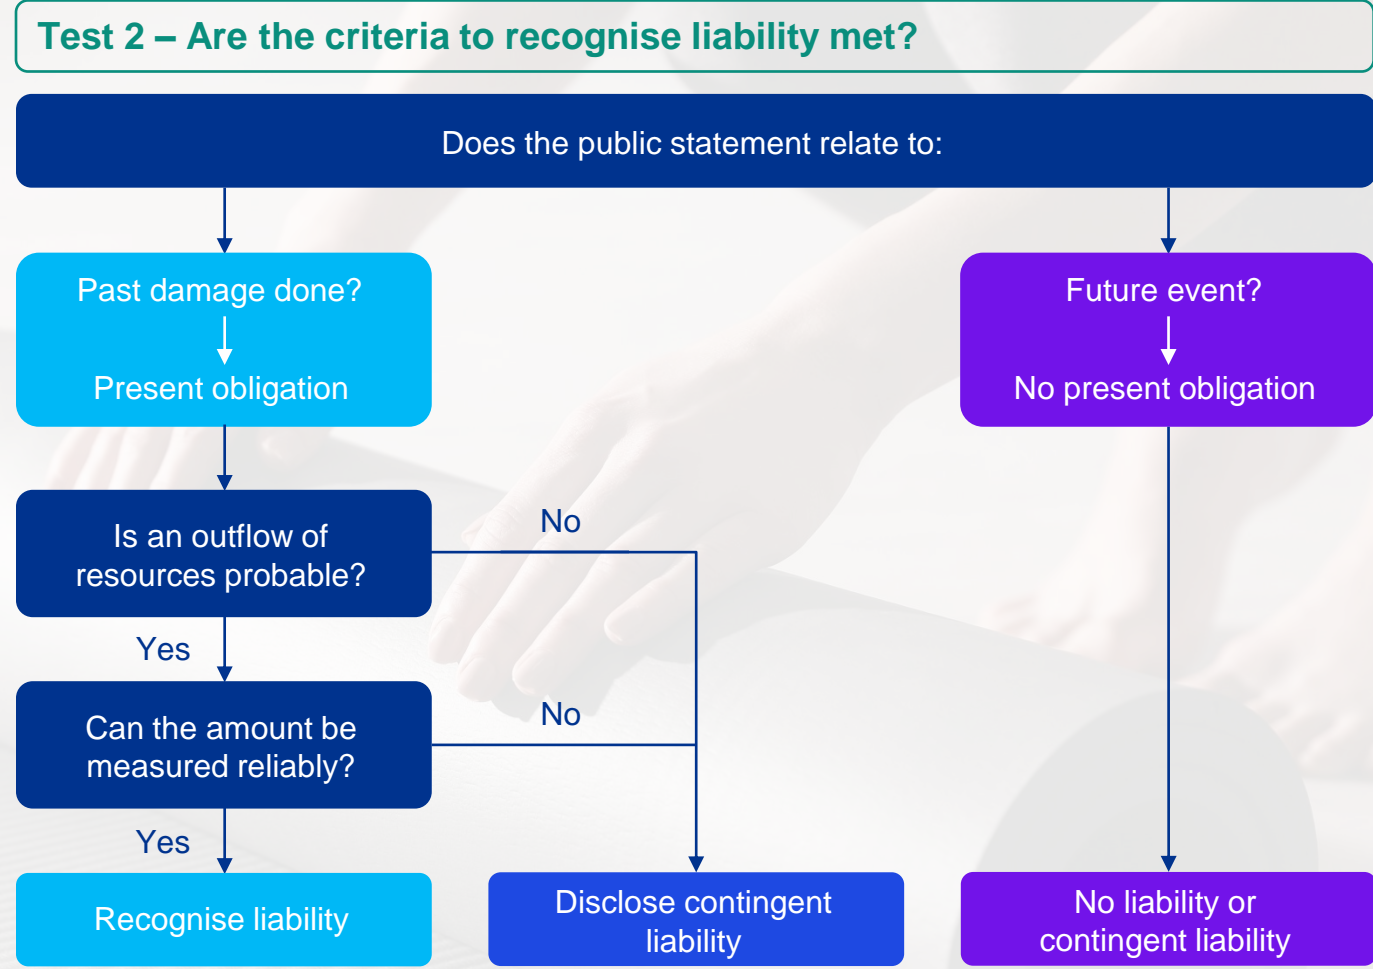 Test 2 – Are the criteria to recognise liability met?
Does the public statement relate to:
Past damage done?
Present obligation
Future event?
No present obligation
Is an outflow of
resources probable?
No
Yes
Can the amount be
measured reliably?
No
Yes
Recognise liability
Disclose contingent
liability
No liability or
contingent liability